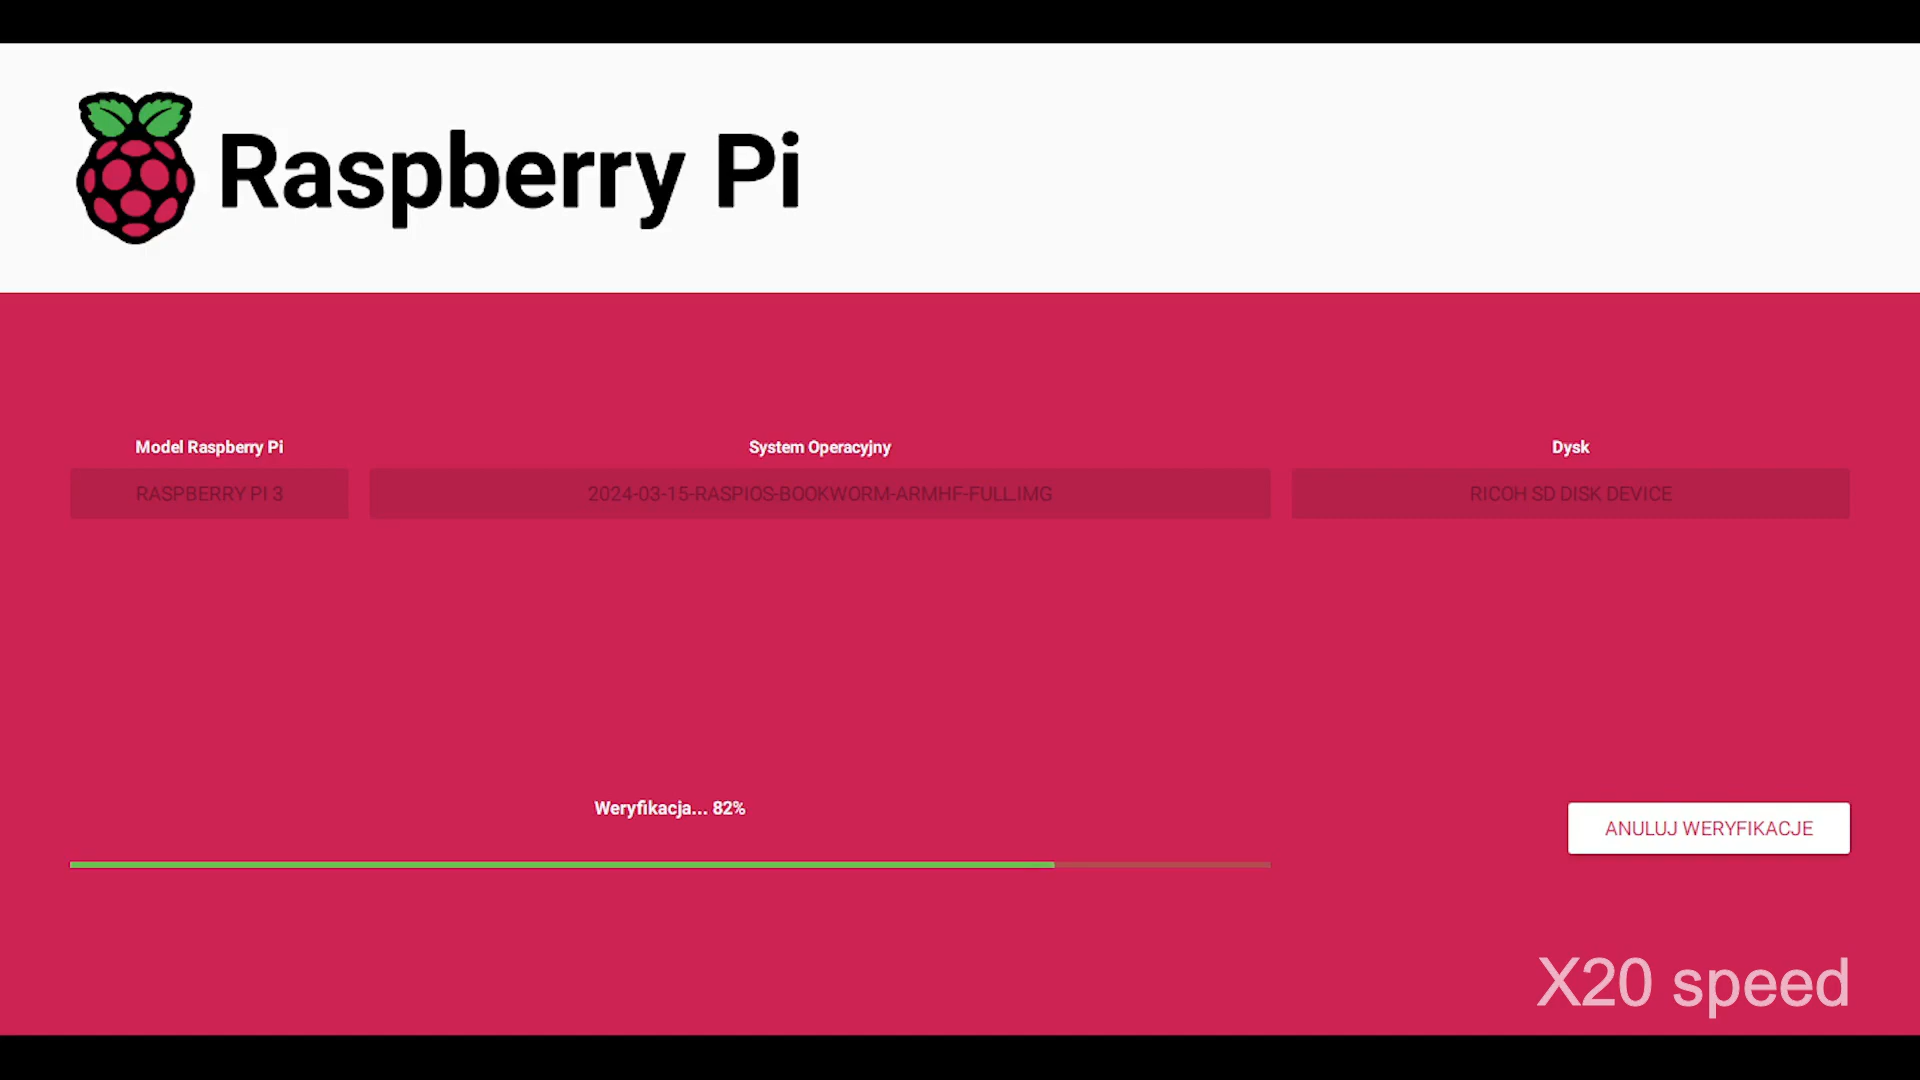 Raspberry Pi
Model Raspberry Pi
System Operacyjny
Dysk
RASPBERRY PI 3
2024-03-15-RASPIOS-BOOKWORM-ARMHF-FULL.IMG
RICOH SD DISK DEVICE
Weryfikacja... 82%
ANULUJ WERYFIKACJE
X20 speed